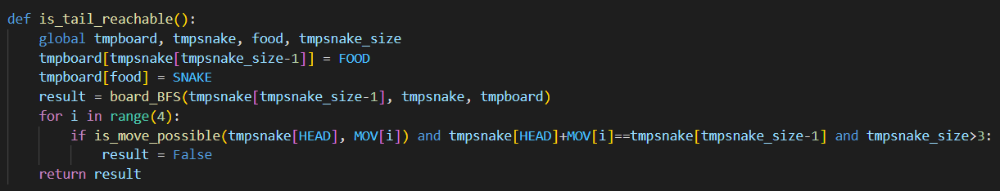 def is_tail_reachable():
    global tmpboard, tmpsnake, food, tmpsnake_size
    tmpboard[tmpsnake[tmpsnake_size-1]] = FOOD
    tmpboard[food] = SNAKE
    result = board_BFS(tmpsnake[tmpsnake_size-1], tmpsnake, tmpboard)
    for i in range(4):
        if is_move_possible(tmpsnake[HEAD], MOV[i]) and tmpsnake[HEAD]+MOV[i]==tmpsnake[tmpsnake_size-1] and tmpsnake_size>3:
            result = False
    return result